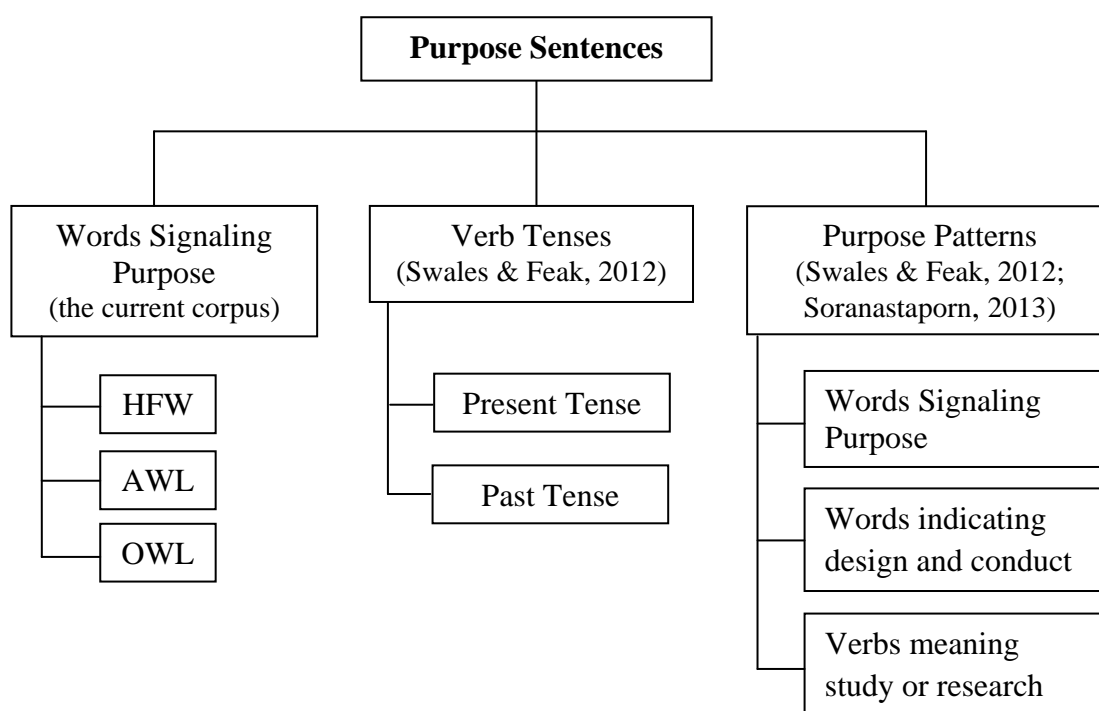 Purpose Sentences
Words Signaling
Purpose
(the current corpus)
HFW
AWL
OWL
Verb Tenses
(Swales & Feak, 2012)
Present Tense
Past Tense
Purpose Patterns
(Swales & Feak, 2012;
Soranastaporn, 2013)
Words Signaling
Purpose
Words indicating
design and conduct
Verbs meaning
study or research